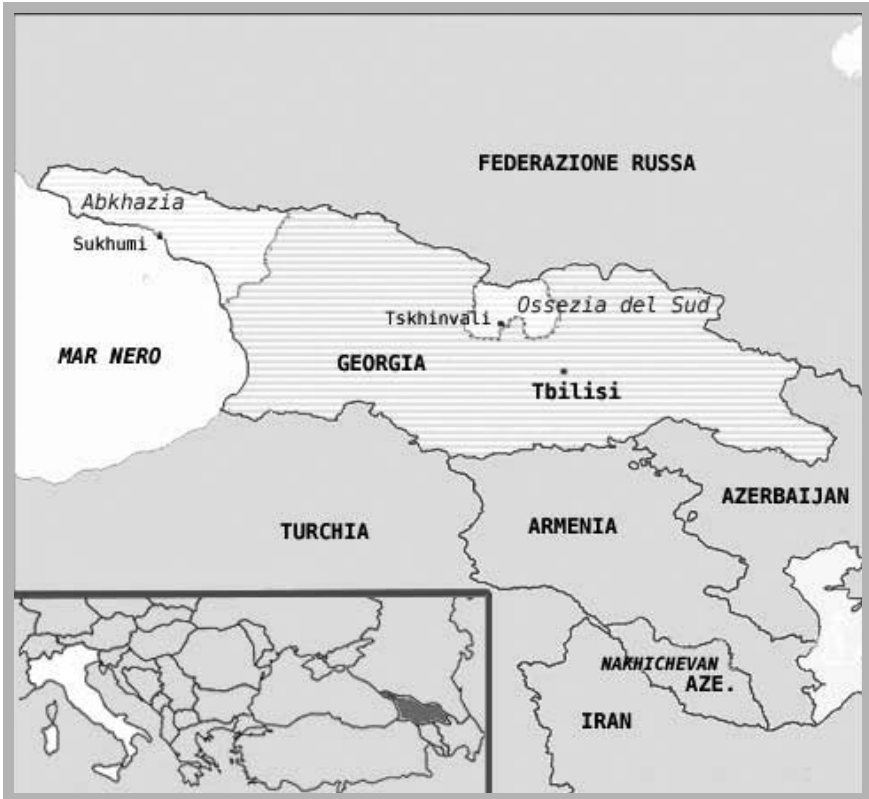 FEDERAZIONE RUSSA
Abkhazia
Sukhumi
Ossezia del Sud
Tskhinvali
MAR NERO
GEORGIA
Tbilisi
AZERBAIJAN
TURCHIA
ARMENIA
NAKHICHEVAN
AZE.
IRAN